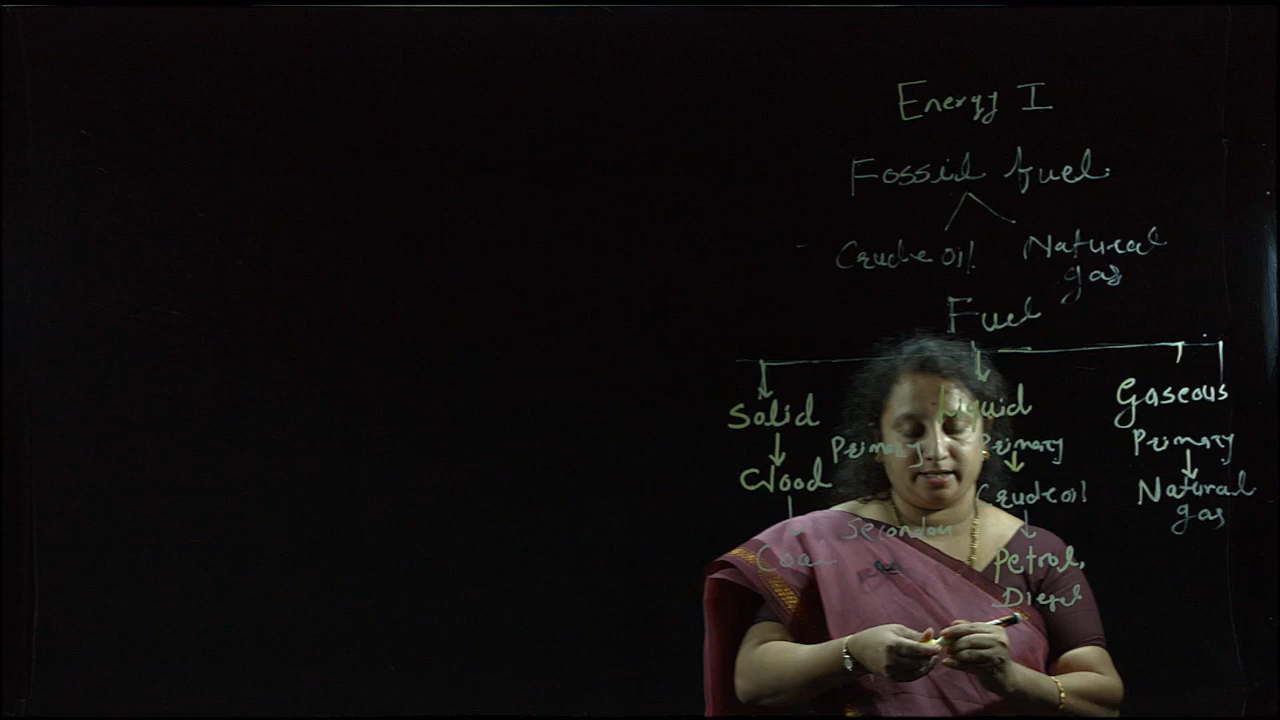 Energy I
Fossil fuel
Crude oil Natural gas
Fuel
Solid Liquid Gaseous
Primary Primary Primary
Wood Crude oil Natural gas
Secondary
Coal Petrol,
Diesel